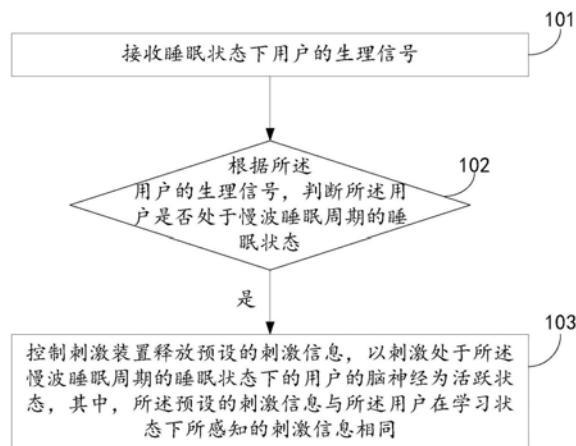 101
接收睡眠状态下用户的生理信号
102
根据所述
用户的生理信号，判断所述用
户是否处于慢波睡眠周期的睡
眠状态
是
103
控制刺激装置释放预设的刺激信息，以刺激处于所述
慢波睡眠周期的睡眠状态下的用户的脑神经为活跃状
态，其中，所述预设的刺激信息与所述用户在学习状
态下所感知的刺激信息相同